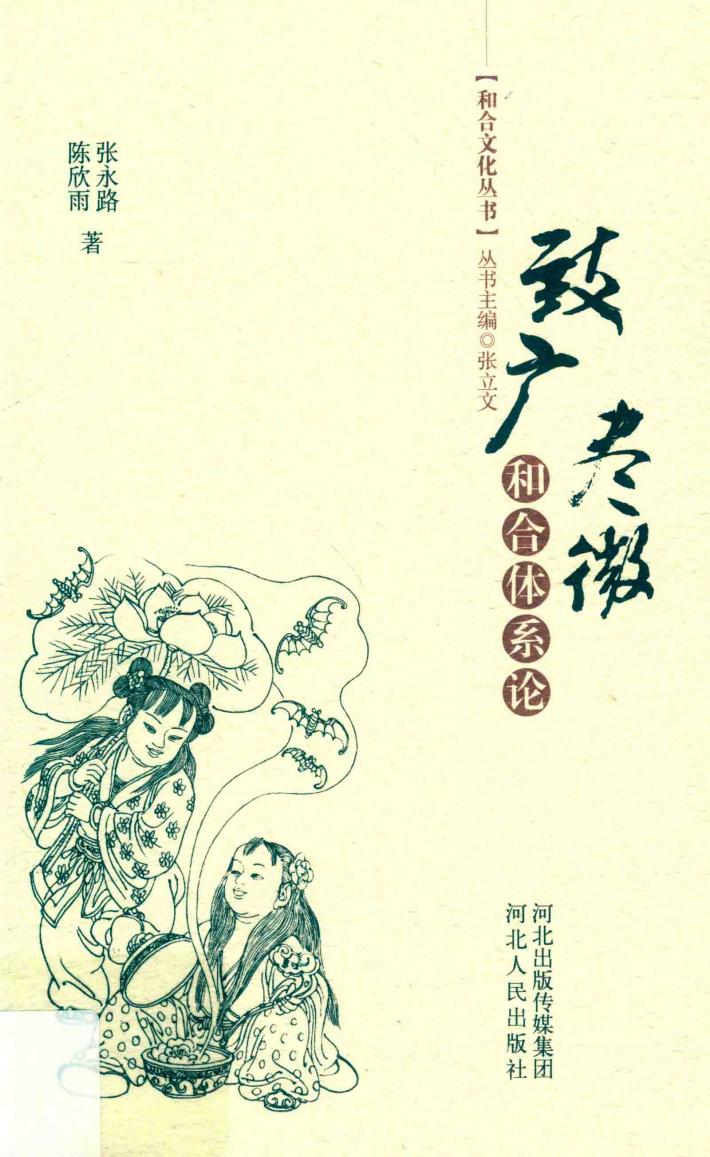 【和合文化丛书】丛书主编◎张立文
致广
尽微
和合体系论
张永路
陈欣雨
著
河北出版传媒集团
河北人民出版社